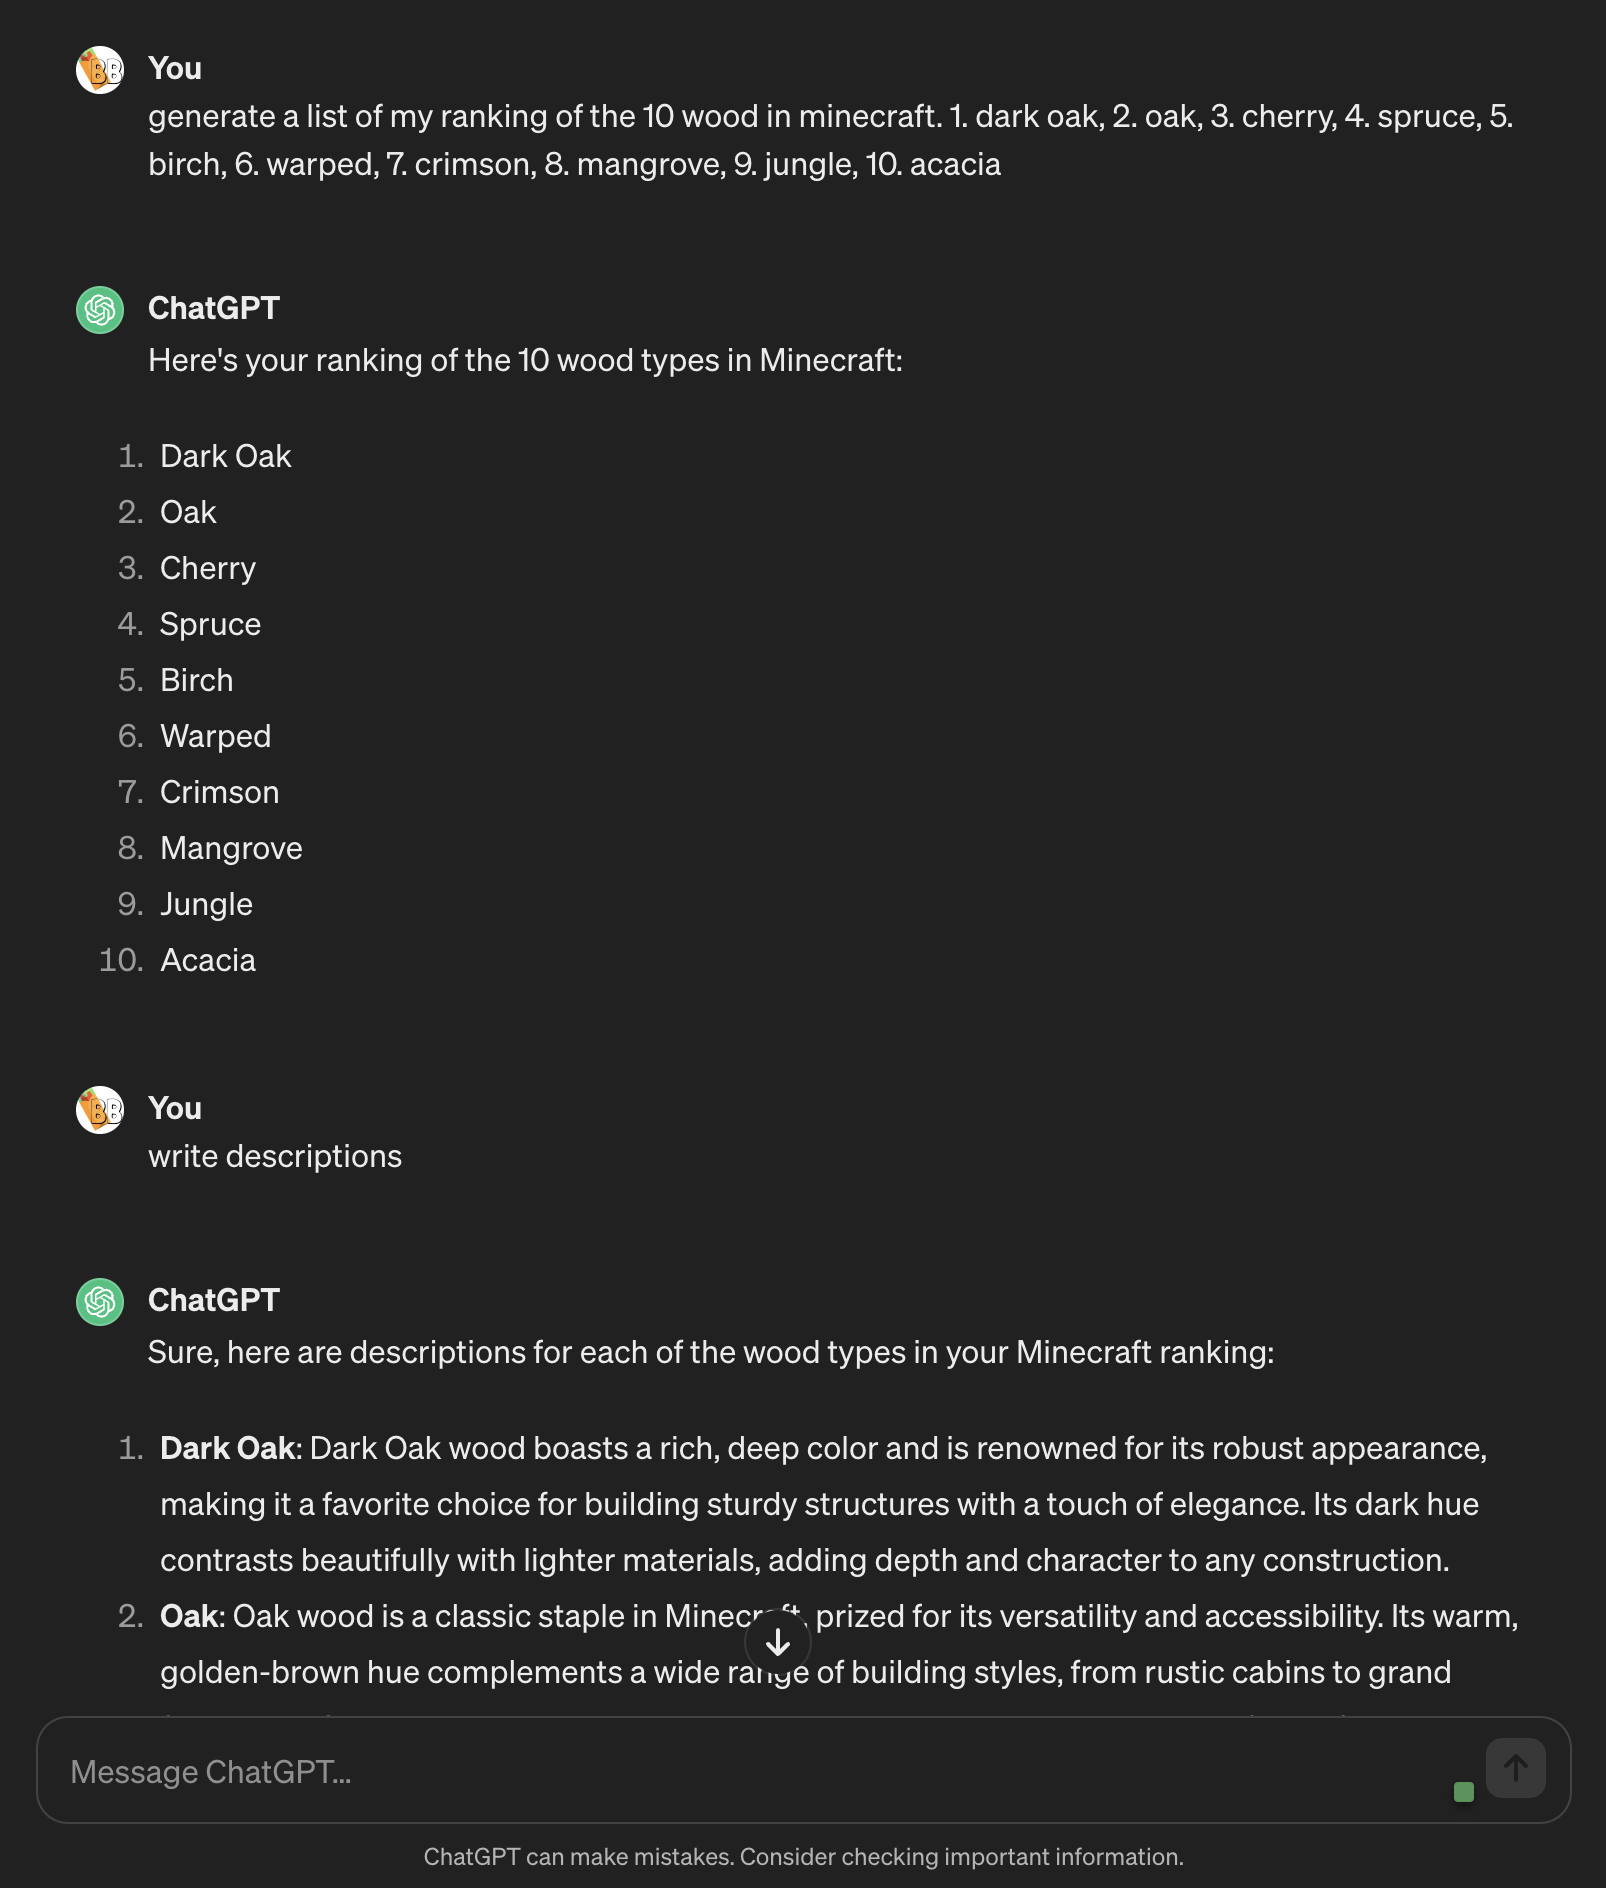 You
generate a list of my ranking of the 10 wood in minecraft. 1. dark oak, 2. oak, 3. cherry, 4. spruce, 5.
birch, 6. warped, 7. crimson, 8. mangrove, 9. jungle, 10. acacia
ChatGPT
Here's your ranking of the 10 wood types in Minecraft:
1. Dark Oak
2. Oak
3. Cherry
4. Spruce
5. Birch
6. Warped
7. Crimson
8. Mangrove
9. Jungle
10. Acacia
You
write descriptions
ChatGPT
Sure, here are descriptions for each of the wood types in your Minecraft ranking:
1. Dark Oak: Dark Oak wood boasts a rich, deep color and is renowned for its robust appearance,
making it a favorite choice for building sturdy structures with a touch of elegance. Its dark hue
contrasts beautifully with lighter materials, adding depth and character to any construction.
2. Oak: Oak wood is a classic staple in Minecraft, prized for its versatility and accessibility. Its warm,
golden-brown hue complements a wide range of building styles, from rustic cabins to grand
Message ChatGPT...
ChatGPT can make mistakes. Consider checking important information.